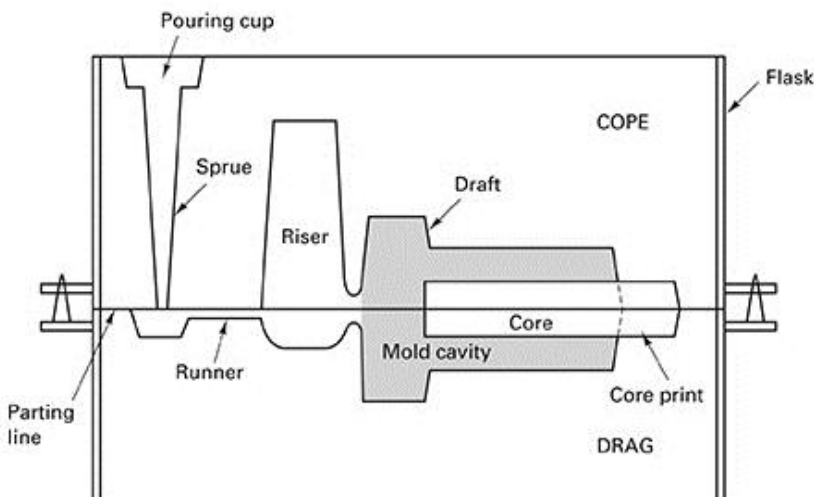 Pouring cup
Flask
COPE
Sprue
Draft
Riser
Core
Mold cavity
Runner
Core print
Parting
line
DRAG